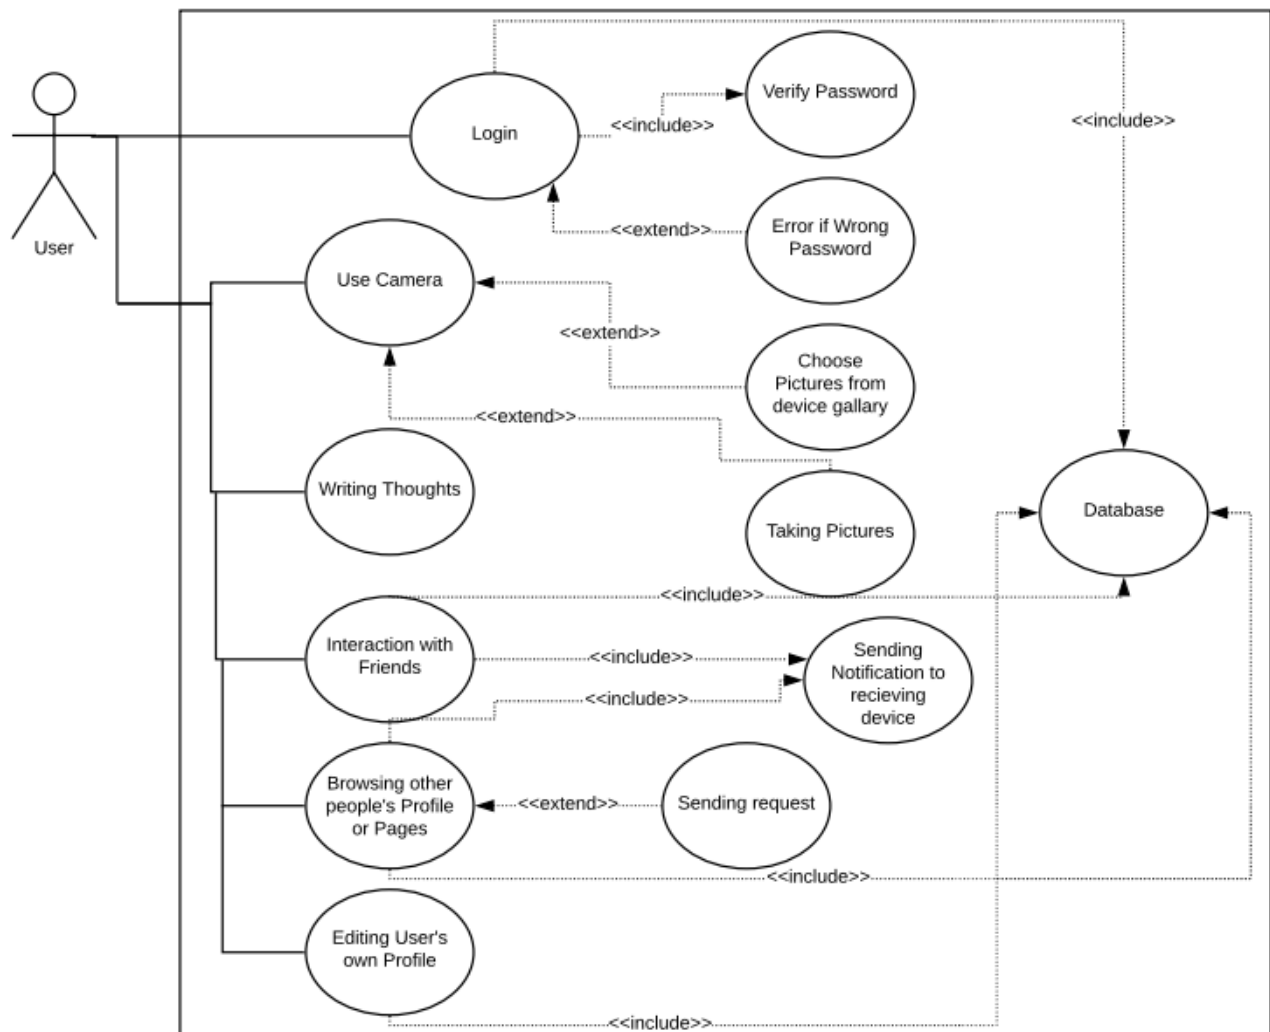 Verify Password
<<include>>
<<include>>
Login
Error if Wrong
Password
<<extend>>
User
Use Camera
<<extend>>
Choose
Pictures from
device gallary
<<extend>>
Writing Thoughts
Taking Pictures
Database
<<include>>
Interaction with
Friends
<<include>>
Sending
Notification to
recieving
device
<<include>>
Browsing other
people's Profile
or Pages
<<extend>>
Sending request
<<include>>
Editing User's
own Profile
<<include>>